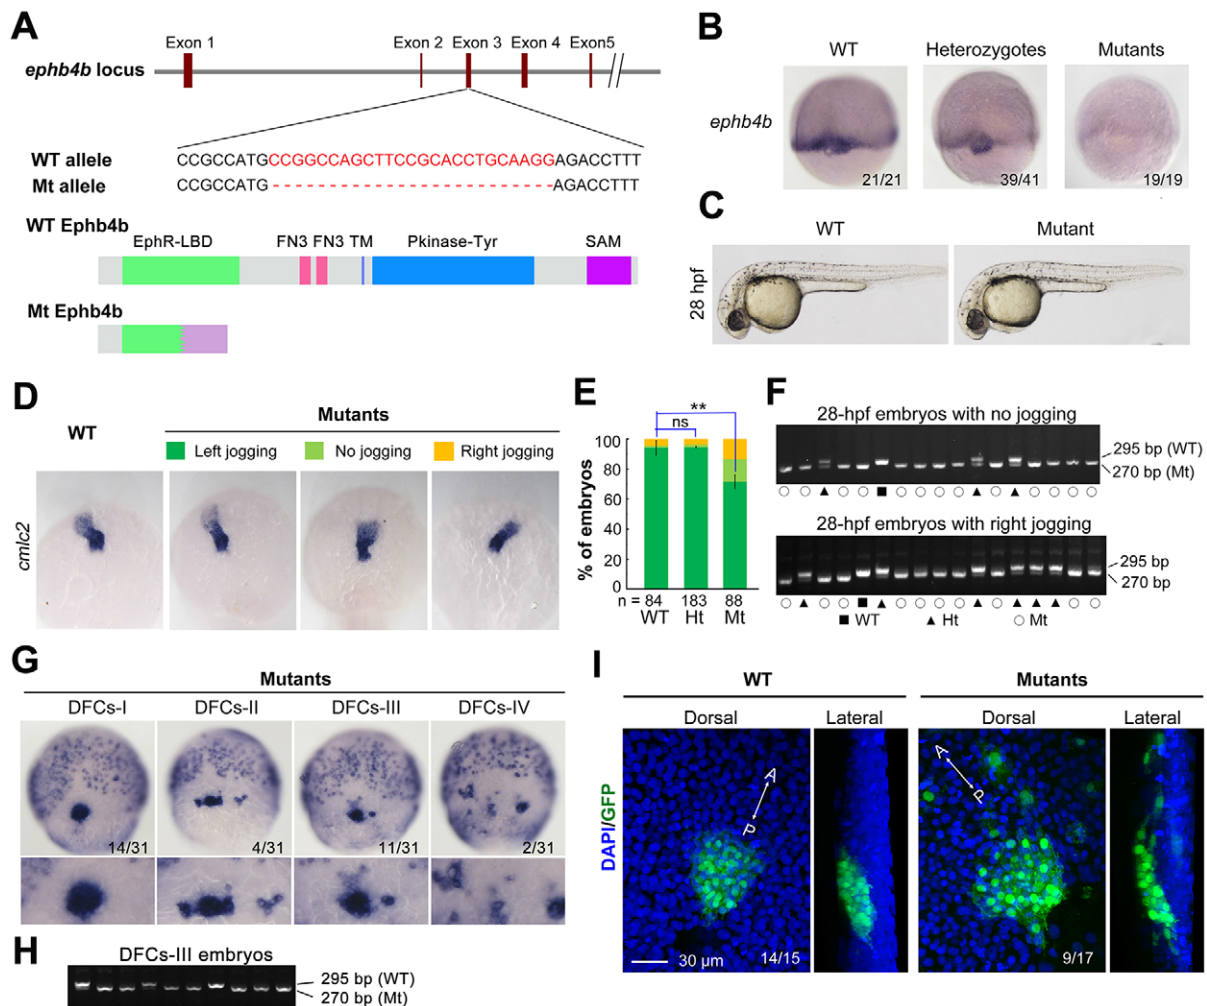 A
Exon 1 Exon 2 Exon 3 Exon 4 Exon5
ephb4b locus
WT allele CCGCCATGCCGGCCAGCTTCCGCACCTGCAAGGAGACCTTT
Mt allele CCGCCATG - - - - - - - - - - - - - - - - - - - - - - - - - AGACCTTT
WT Ephb4b
EphR-LBD FN3 FN3 TM Pkinase-Tyr SAM
Mt Ephb4b
B
WT Heterozygotes Mutants
ephb4b
21/21 39/41 19/19
C
WT Mutant
28 hpf
D
WT Mutants
Left jogging No jogging Right jogging
cmlc2
E
**
ns
% of embryos
100
80
60
40
20
0
n = 84 183 88
WT Ht Mt
F
28-hpf embryos with no jogging
295 bp (WT)
270 bp (Mt)
28-hpf embryos with right jogging
295 bp
270 bp
WT Ht Mt
G
Mutants
DFCs-I DFCs-II DFCs-III DFCs-IV
14/31 4/31 11/31 2/31
H
DFCs-III embryos
295 bp (WT)
270 bp (Mt)
I
WT Mutants
Dorsal Lateral Dorsal Lateral
DAPI/GFP
A P
A P
30 µm 14/15 9/17